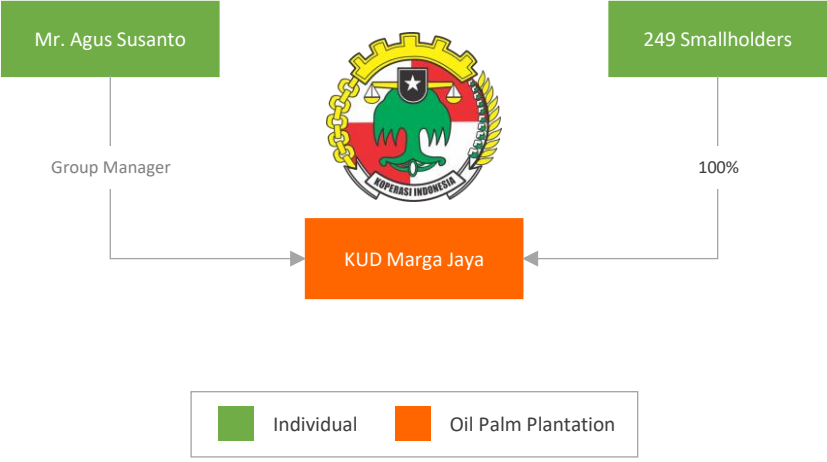 Mr. Agus Susanto
249 Smallholders
Group Manager
100%
KOPERASI INDONESIA
KUD Marga Jaya
Individual
Oil Palm Plantation